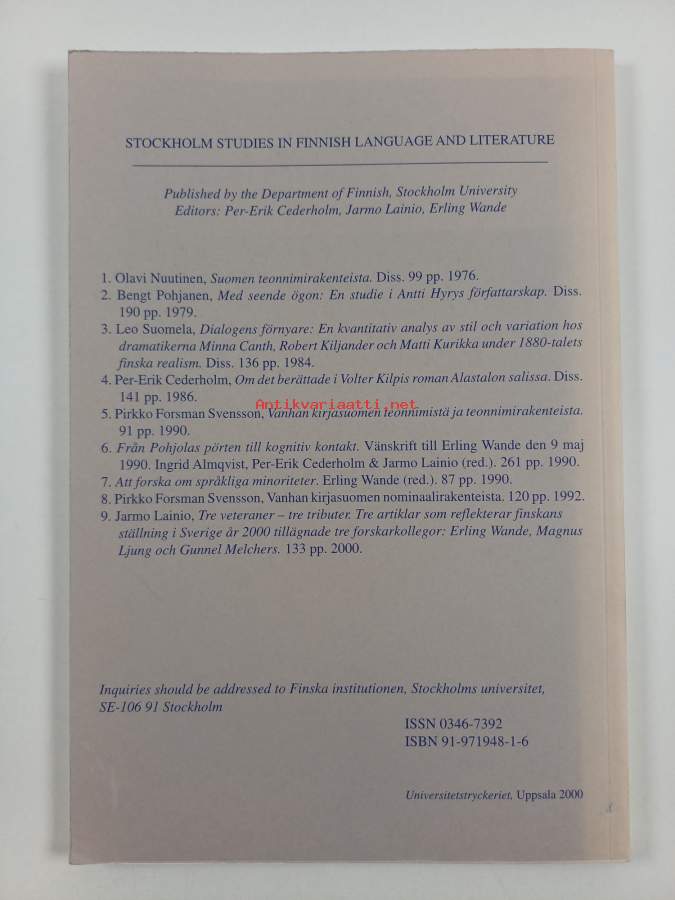 STOCKHOLM STUDIES IN FINNISH LANGUAGE AND LITERATURE
Published by the Department of Finnish, Stockholm University
Editors: Per-Erik Cederholm, Jarmo Lainio, Erling Wande
1. Olavi Nuutinen, Suomen teonnimirakenteista. Diss. 99 pp. 1976.
2. Bengt Pohjanen, Med seende ögon: En studie i Antti Hyrys författarskap. Diss.
190 pp. 1979.
3. Leo Suomela, Dialogens förnyare: En kvantitativ analys av stil och variation hos
dramatikerna Minna Canth, Robert Kiljander och Matti Kurikka under 1880-talets
finska realism. Diss. 136 pp. 1984.
4. Per-Erik Cederholm, Om det berättade i Volter Kilpis roman Alastalon salissa. Diss.
141 pp. 1986.
Antikvariaatti.net
5. Pirkko Forsman Svensson, Vanhan kirjasuomen teonnimistä ja teonnimirakenteista.
91 pp. 1990.
6. Från Pohjolas pörten till kognitiv kontakt. Vänskrift till Erling Wande den 9 maj
1990. Ingrid Almqvist, Per-Erik Cederholm & Jarmo Lainio (red.). 261 pp. 1990.
7. Att forska om språkliga minoriteter. Erling Wande (red.). 87 pp. 1990.
8. Pirkko Forsman Svensson, Vanhan kirjasuomen nominaalirakenteista. 120 pp. 1992.
9. Jarmo Lainio, Tre veteraner – tre tributer. Tre artiklar som reflekterar finskans
ställning i Sverige år 2000 tillägnade tre forskarkollegor: Erling Wande, Magnus
Ljung och Gunnel Melchers. 133 pp. 2000.
Inquiries should be addressed to Finska institutionen, Stockholms universitet,
SE-106 91 Stockholm
ISSN 0346-7392
ISBN 91-971948-1-6
Universitetstryckeriet, Uppsala 2000